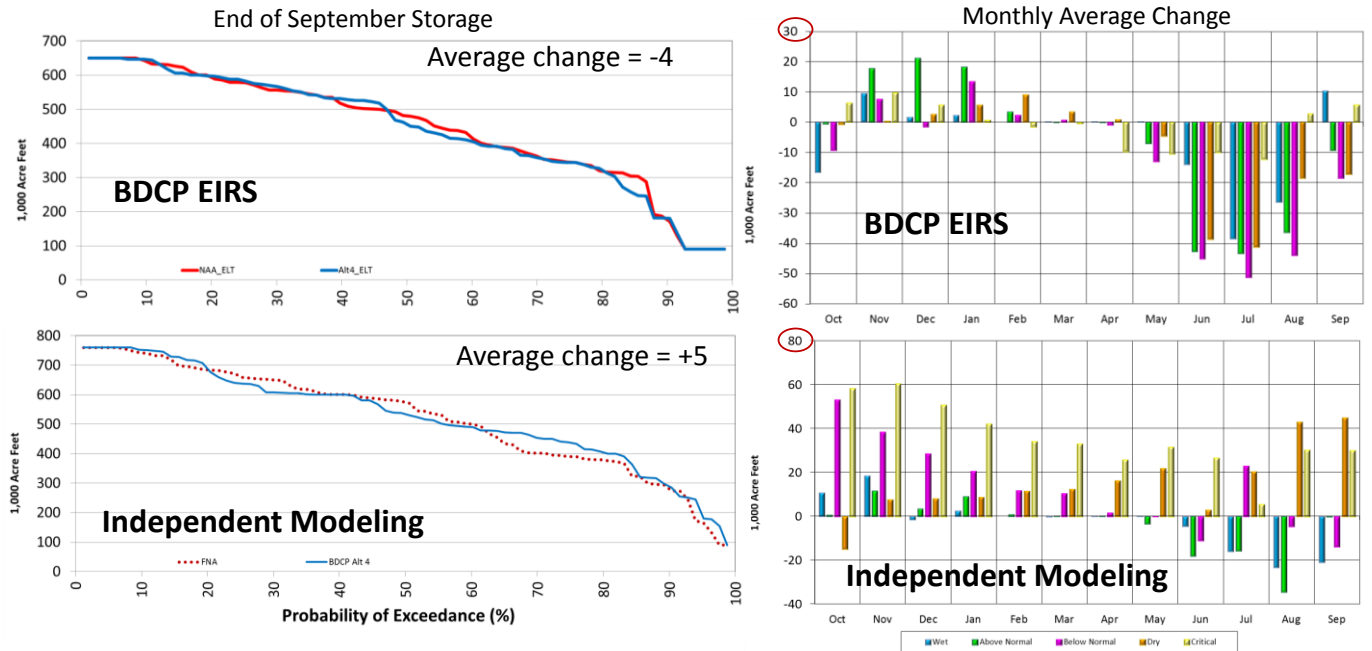 End of September Storage
Average change = -4
700
600
500
400
300
200
100
0
1,000 Acre Feet
BDCP EIRS
NAA_ELT Alt4_ELT
0 10 20 30 40 50 60 70 80 90 100
Average change = +5
800
700
600
500
400
300
200
100
0
1,000 Acre Feet
Independent Modeling
FNA BDCP Alt 4
0 10 20 30 40 50 60 70 80 90 100
Probability of Exceedance (%)
Monthly Average Change
30
20
10
0
-10
-20
-30
-40
-50
-60
1,000 Acre Feet
BDCP EIRS
Oct Nov Dec Jan Feb Mar Apr May Jun Jul Aug Sep
80
60
40
20
0
-20
-40
1,000 Acre Feet
Independent Modeling
Oct Nov Dec Jan Feb Mar Apr May Jun Jul Aug Sep
Wet Above Normal Below Normal Dry Critical